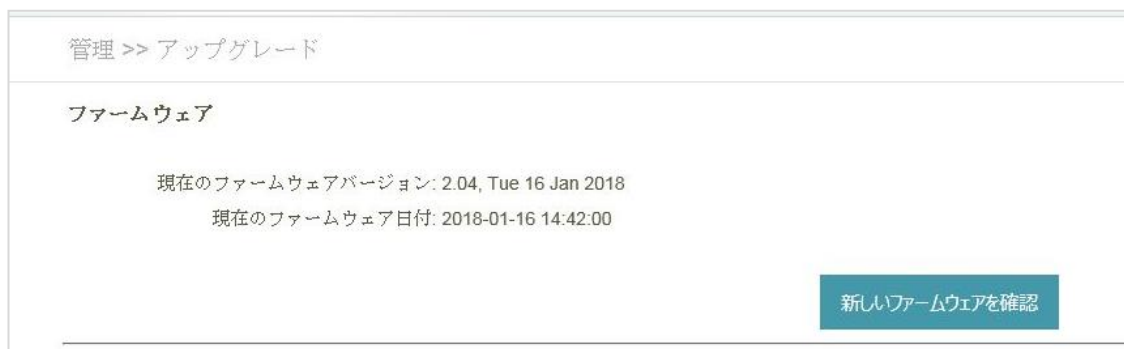 管理 >> アップグレード
ファームウェア
現在のファームウェアバージョン: 2.04, Tue 16 Jan 2018
現在のファームウェア日付: 2018-01-16 14:42:00
新しいファームウェアを確認